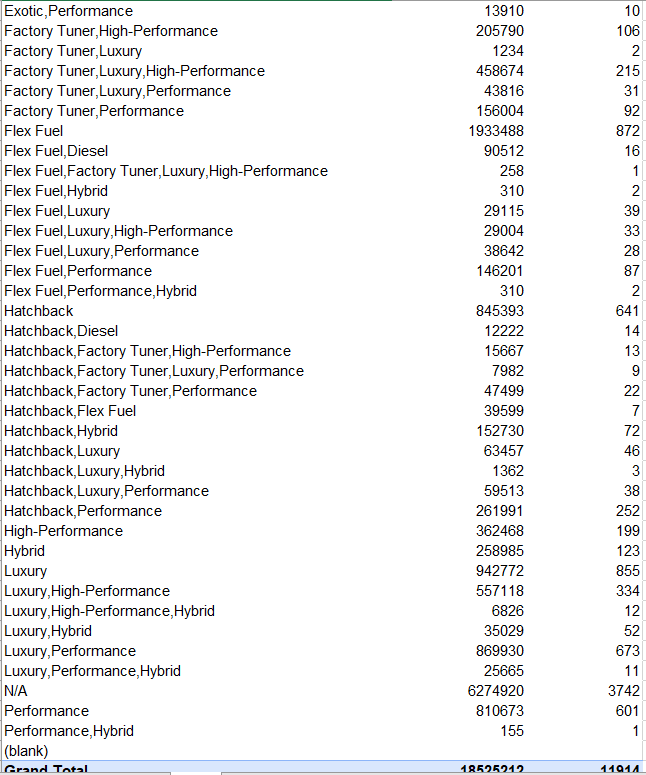 Exotic,Performance 13910 10
Factory Tuner,High-Performance 205790 106
Factory Tuner,Luxury 1234 2
Factory Tuner,Luxury,High-Performance 458674 215
Factory Tuner,Luxury,Performance 43816 31
Factory Tuner,Performance 156004 92
Flex Fuel 1933488 872
Flex Fuel,Diesel 90512 16
Flex Fuel,Factory Tuner,Luxury,High-Performance 258 1
Flex Fuel,Hybrid 310 2
Flex Fuel,Luxury 29115 39
Flex Fuel,Luxury,High-Performance 29004 33
Flex Fuel,Luxury,Performance 38642 28
Flex Fuel,Performance 146201 87
Flex Fuel,Performance,Hybrid 310 2
Hatchback 845393 641
Hatchback,Diesel 12222 14
Hatchback,Factory Tuner,High-Performance 15667 13
Hatchback,Factory Tuner,Luxury,Performance 7982 9
Hatchback,Factory Tuner,Performance 47499 22
Hatchback,Flex Fuel 39599 7
Hatchback,Hybrid 152730 72
Hatchback,Luxury 63457 46
Hatchback,Luxury,Hybrid 1362 3
Hatchback,Luxury,Performance 59513 38
Hatchback,Performance 261991 252
High-Performance 362468 199
Hybrid 258985 123
Luxury 942772 855
Luxury,High-Performance 557118 334
Luxury,High-Performance,Hybrid 6826 12
Luxury,Hybrid 35029 52
Luxury,Performance 869930 673
Luxury,Performance,Hybrid 25665 11
N/A 6274920 3742
Performance 810673 601
Performance,Hybrid 155 1
(blank)
Grand Total 18525212 11914